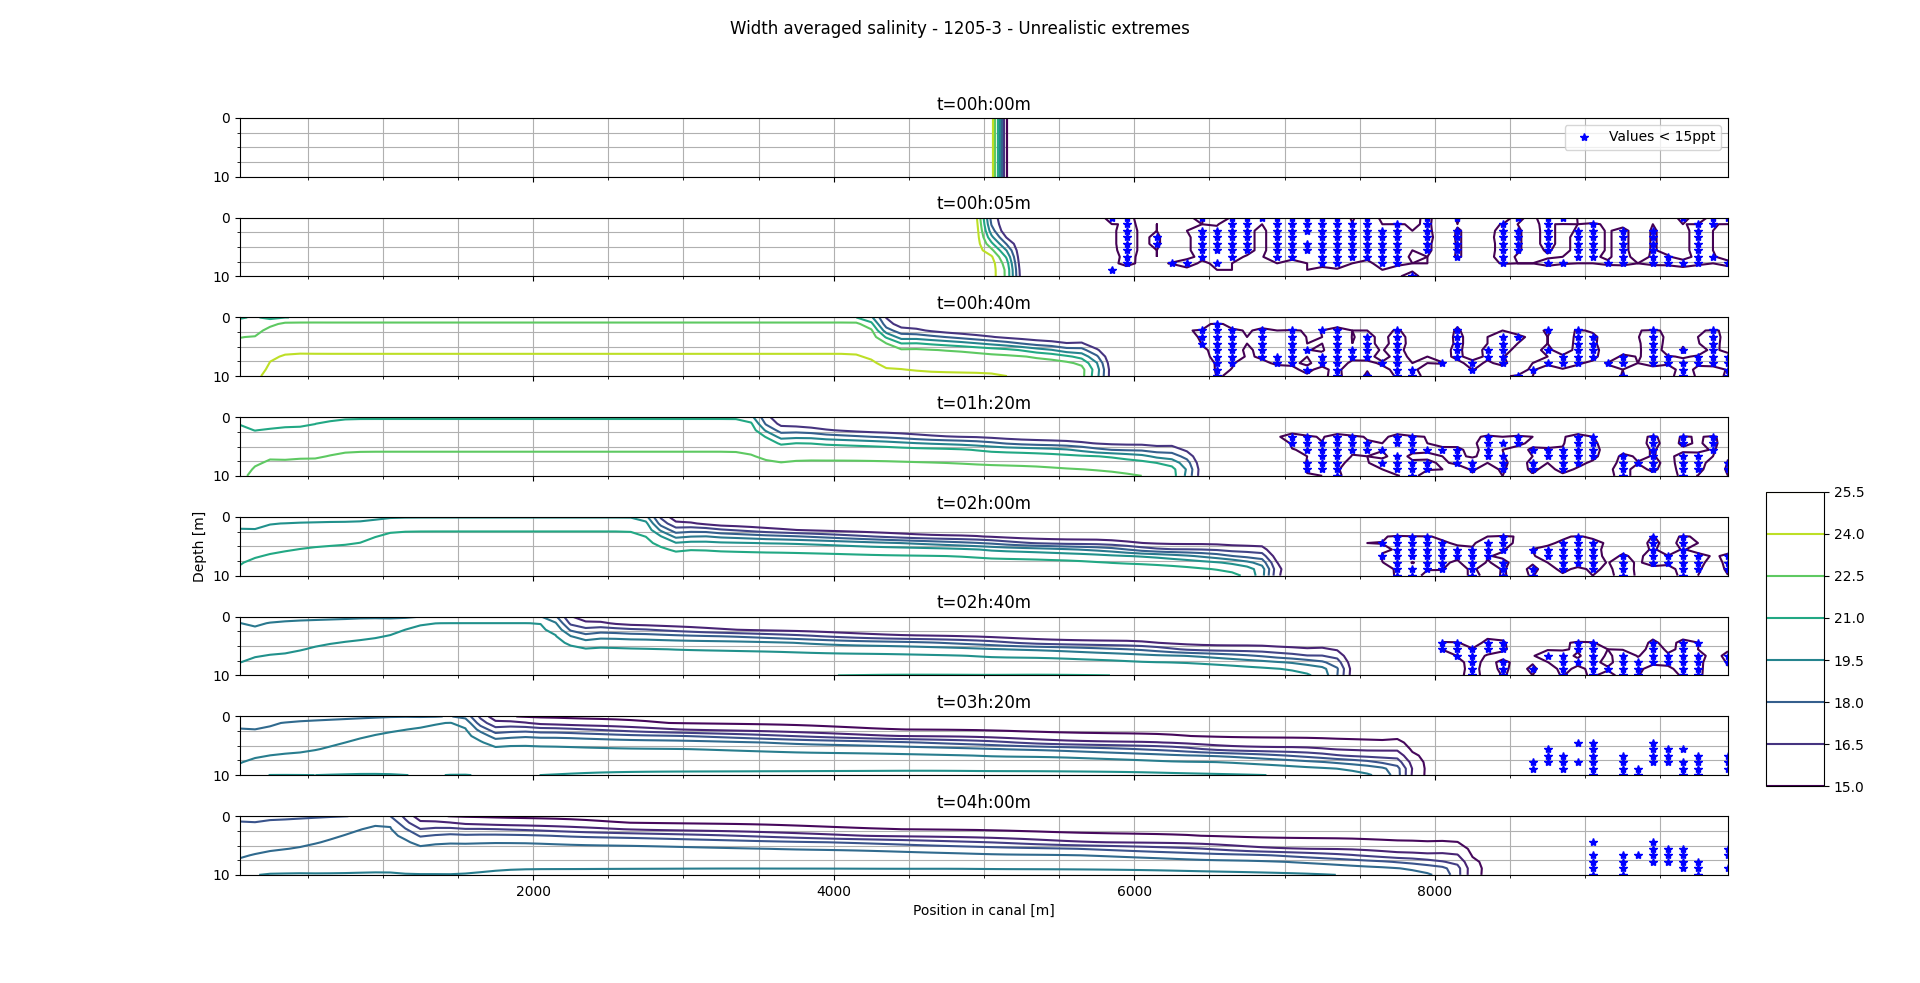 Width averaged salinity - 1205-3 - Unrealistic extremes
t=00h:00m
0
10
Values < 15ppt
t=00h:05m
0
10
t=00h:40m
0
10
t=01h:20m
0
10
t=02h:00m
0
10
Depth [m]
t=02h:40m
0
10
t=03h:20m
0
10
t=04h:00m
0
10
2000 4000 6000 8000
Position in canal [m]
25.5
24.0
22.5
21.0
19.5
18.0
16.5
15.0